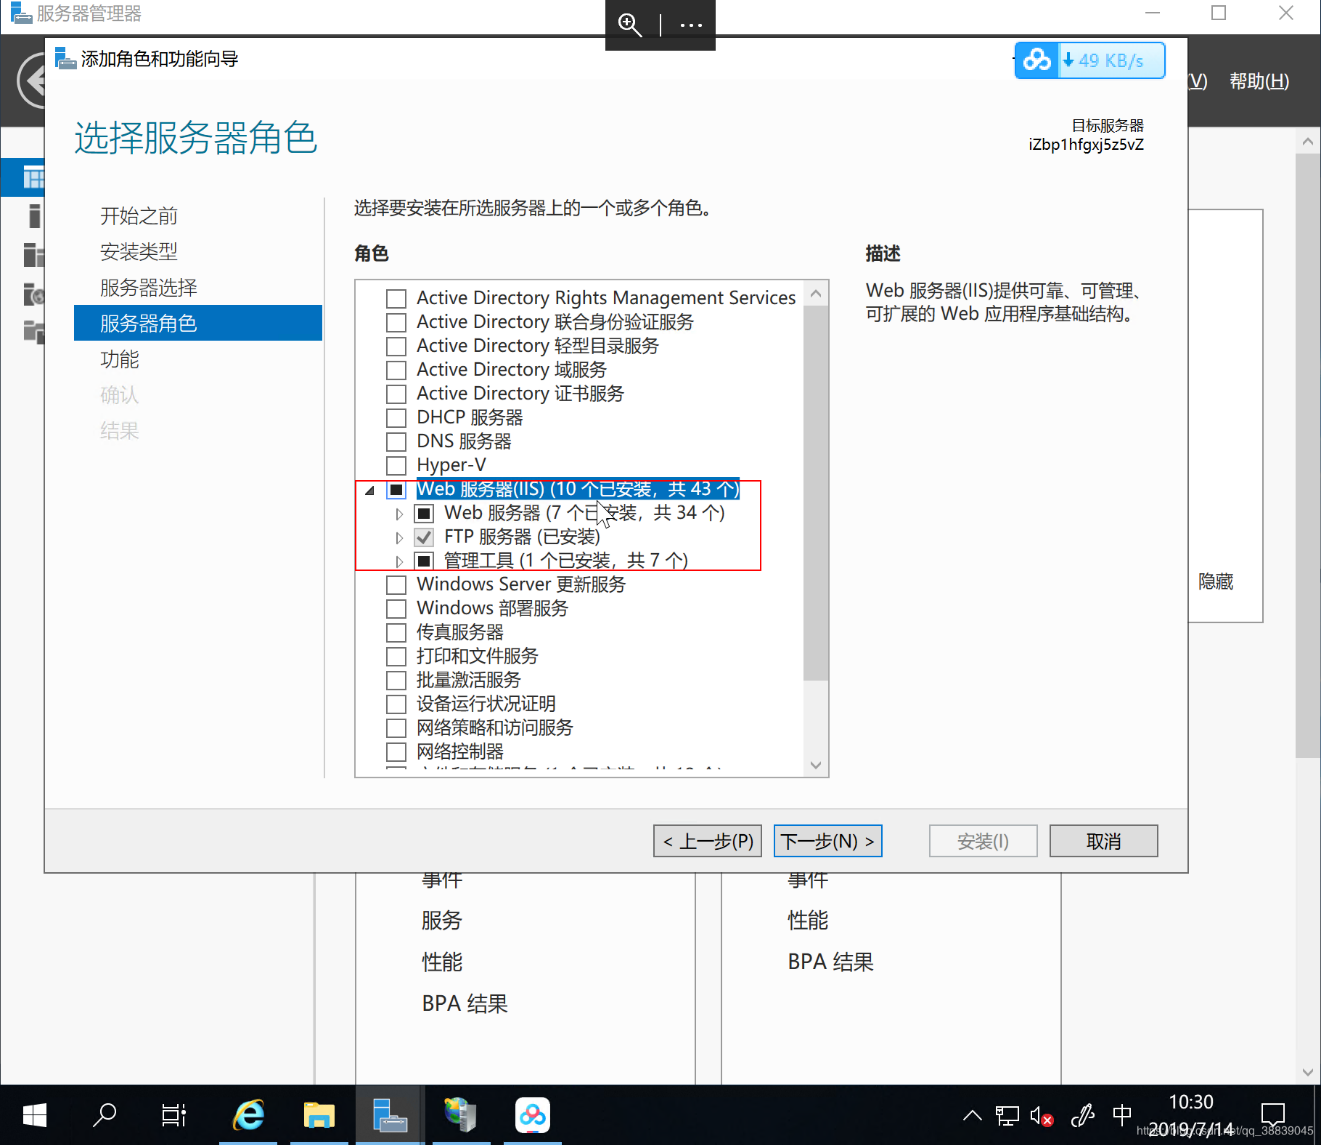 服务器管理器
添加角色和功能向导
49 KB/s
(V)
帮助(H)
选择服务器角色
目标服务器
iZbp1hfgxj5z5vZ
开始之前
安装类型
服务器选择
服务器角色
功能
确认
结果
选择要安装在所选服务器上的一个或多个角色。
角色
Active Directory Rights Management Services
Active Directory 联合身份验证服务
Active Directory 轻型目录服务
Active Directory 域服务
Active Directory 证书服务
DHCP 服务器
DNS 服务器
Hyper-V
Web 服务器(IIS) (10 个已安装，共 43 个)
Web 服务器 (7 个已安装，共 34 个)
FTP 服务器 (已安装)
管理工具 (1 个已安装，共 7 个)
Windows Server 更新服务
Windows 部署服务
传真服务器
打印和文件服务
批量激活服务
设备运行状况证明
网络策略和访问服务
网络控制器
描述
Web 服务器(IIS)提供可靠、可管理、
可扩展的 Web 应用程序基础结构。
隐藏
< 上一步(P)
下一步(N) >
安装(I)
取消
事件
服务
性能
BPA 结果
事件
性能
BPA 结果
中
10:30
2019/7/14